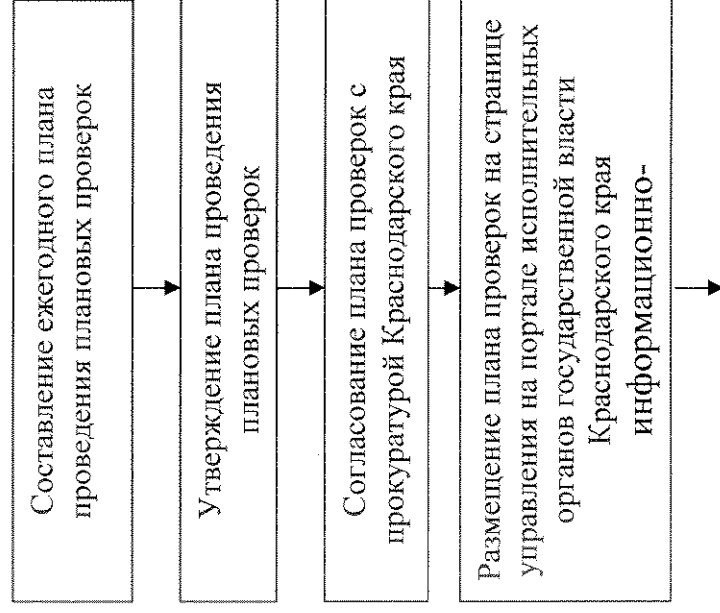 Составление ежегодного плана
проведения плановых проверок
Утверждение плана проведения
плановых проверок
Согласование плана проверок с
прокуратурой Краснодарского края
Размещение плана проверок на странице
управления на портале исполнительных
органов государственной власти
Краснодарского края
информационно-